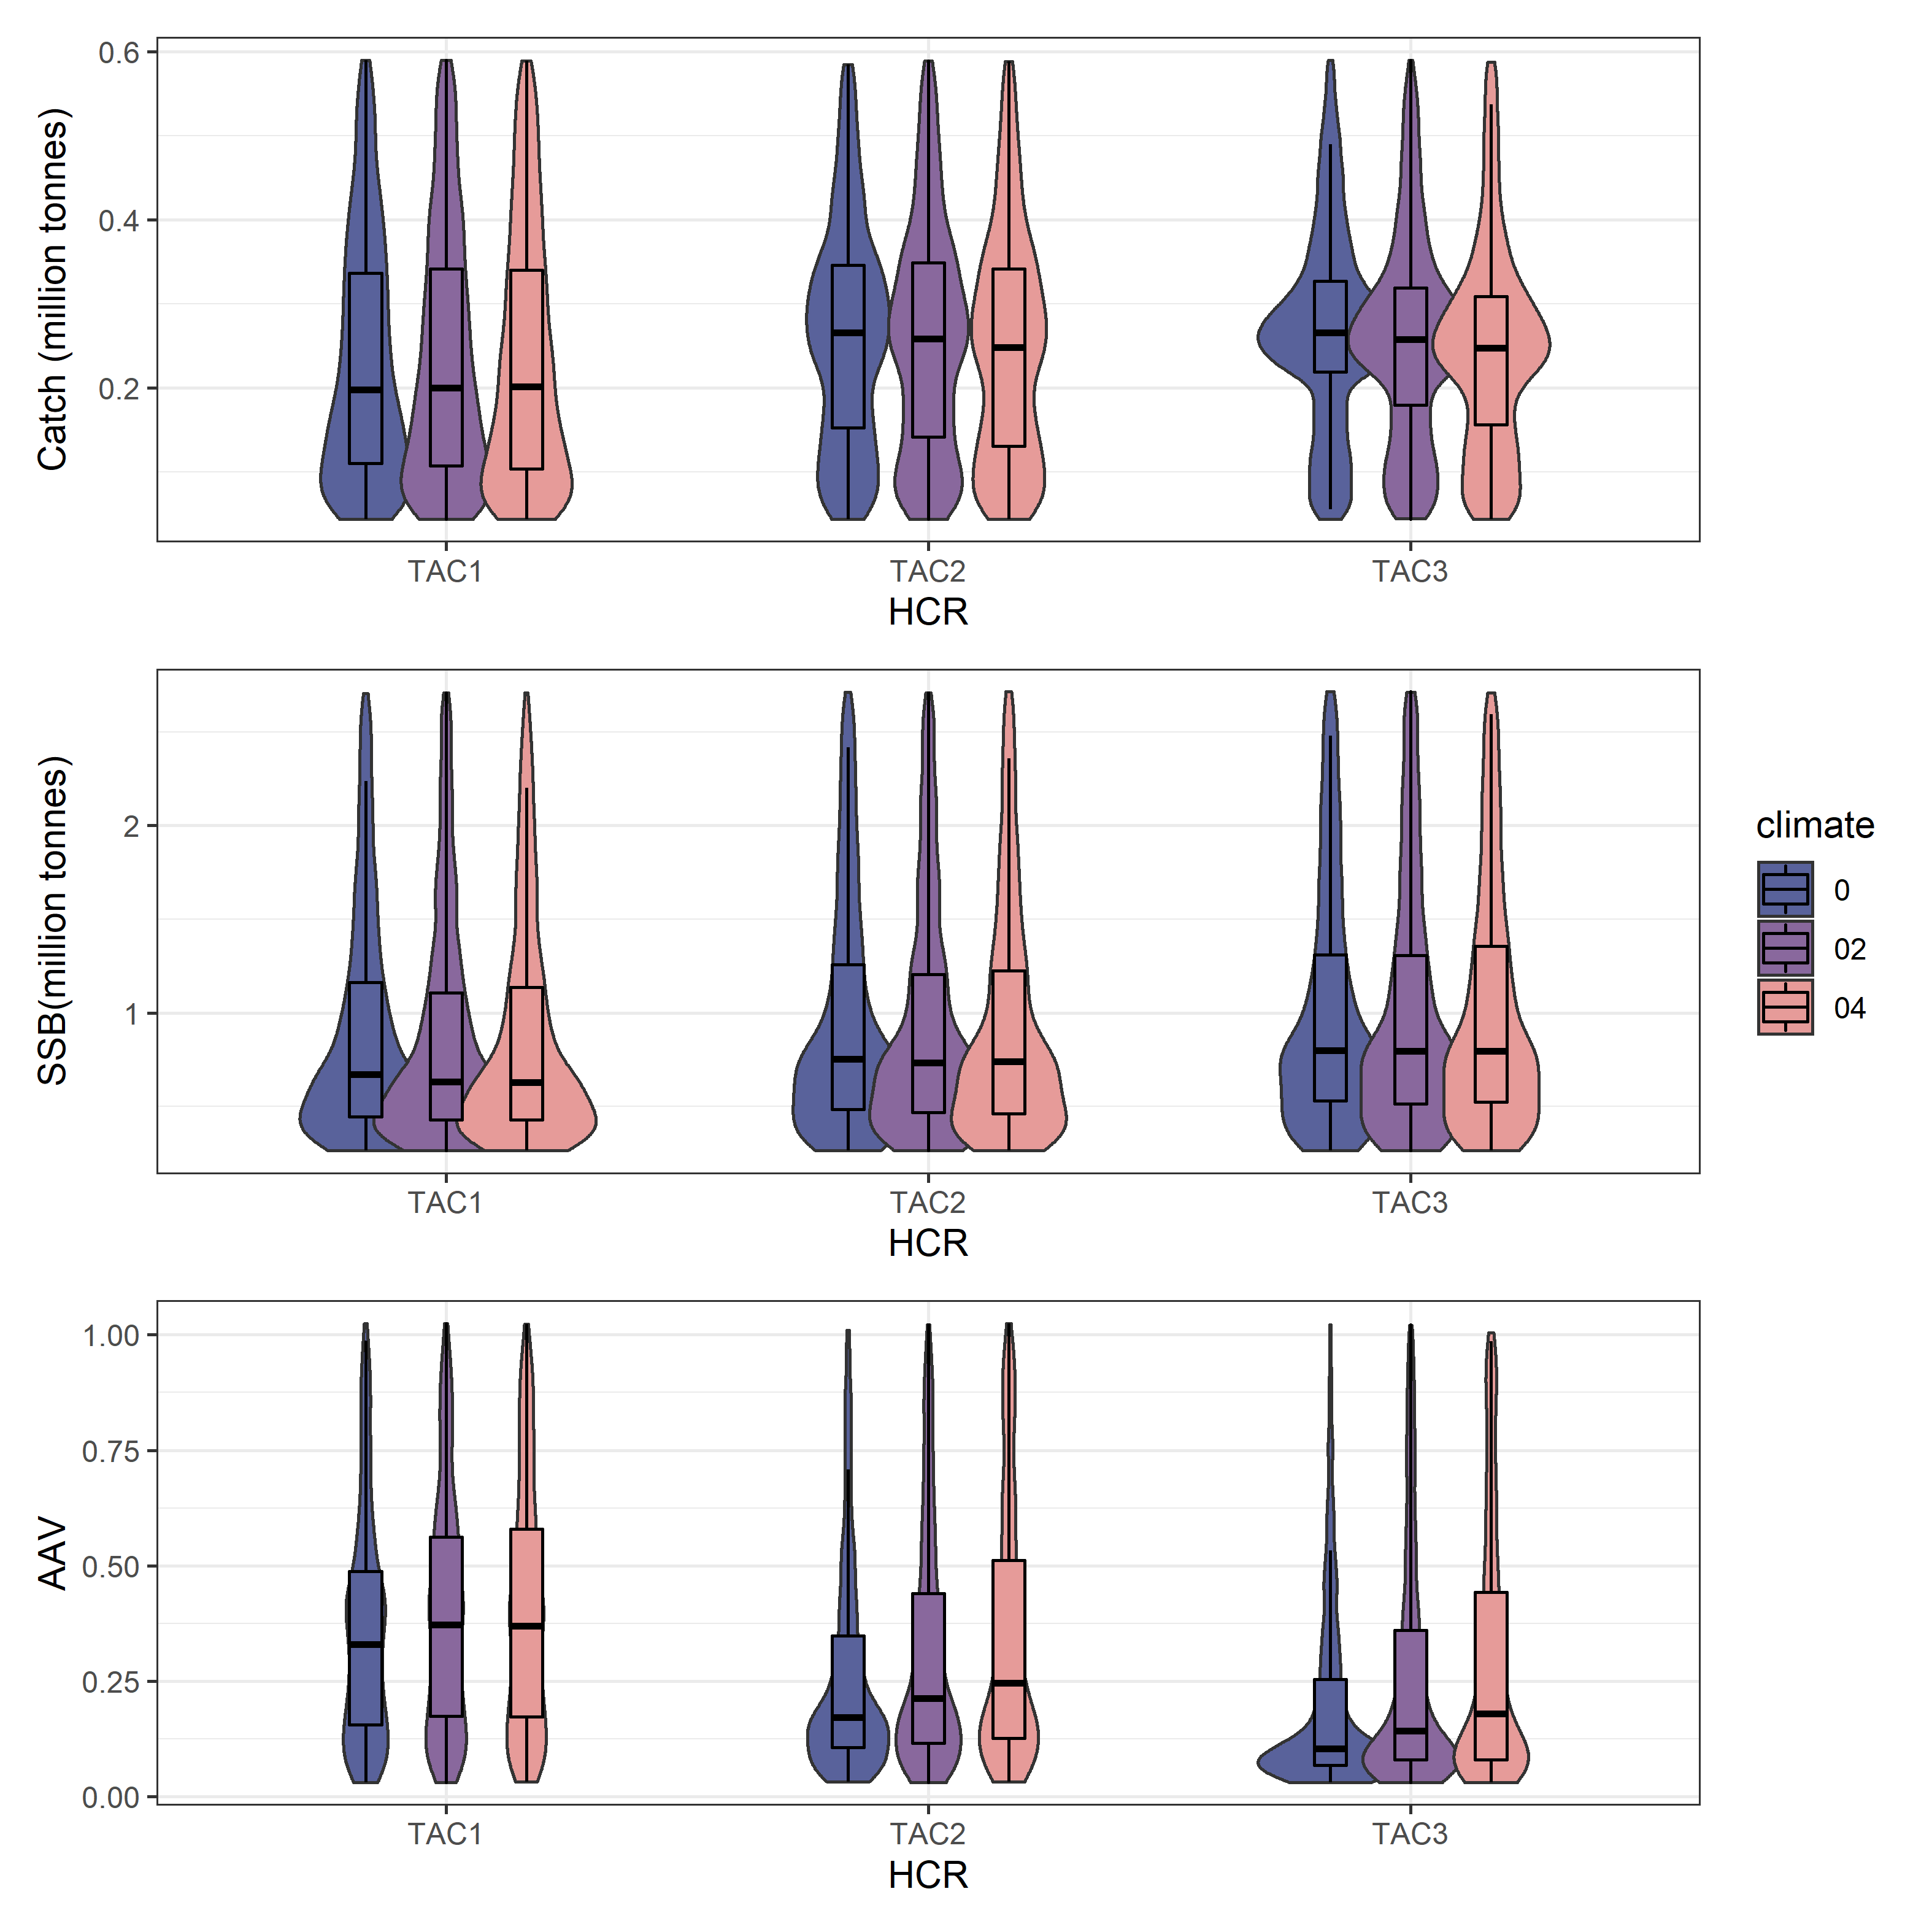 Catch (million tonnes)
0.6
0.4
0.2
TAC1 TAC2 TAC3
HCR
SSB(million tonnes)
2
1
TAC1 TAC2 TAC3
HCR
climate
0
02
04
AAV
1.00
0.75
0.50
0.25
0.00
TAC1 TAC2 TAC3
HCR